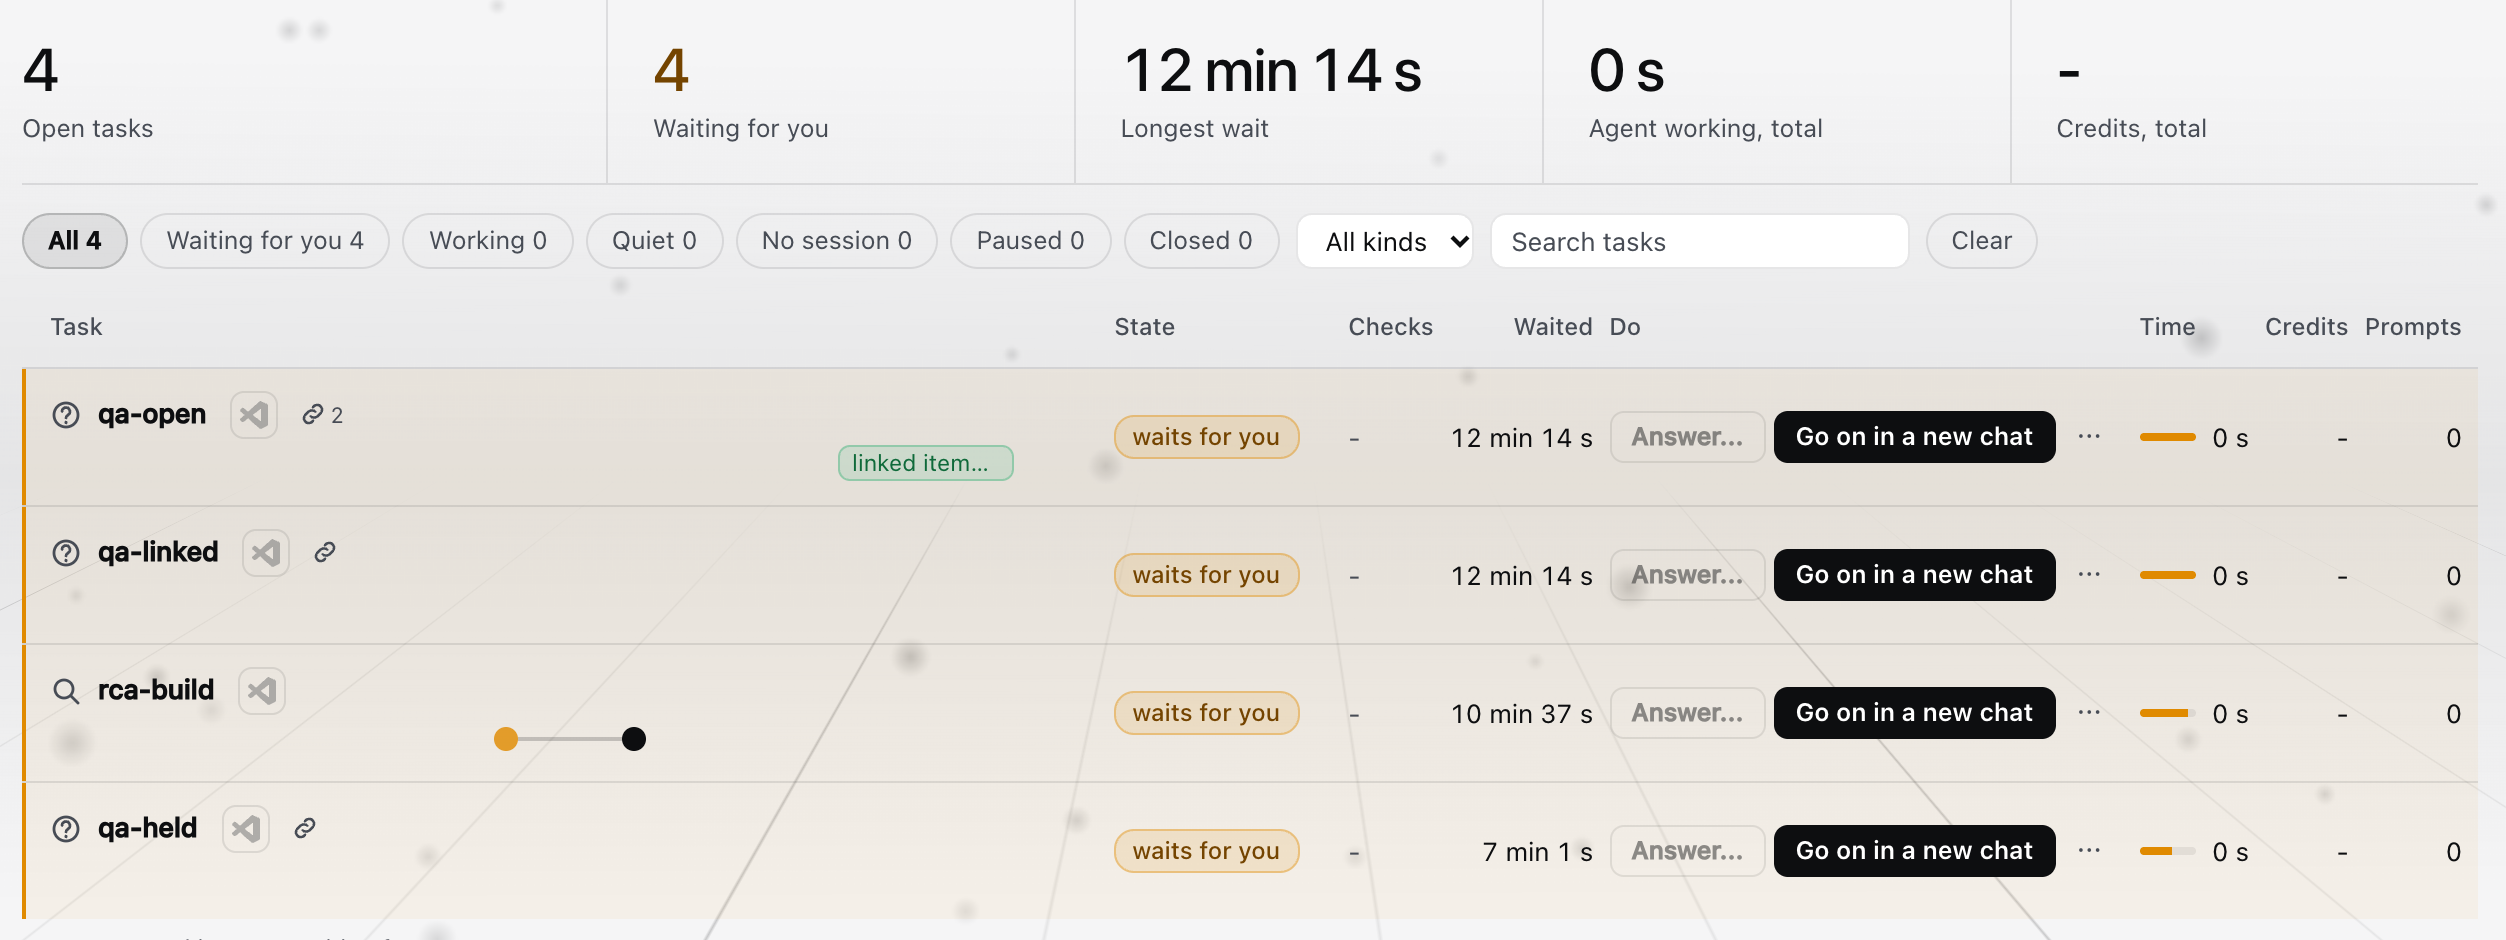 4
Open tasks
4
Waiting for you
12 min 14 s
Longest wait
0 s
Agent working, total
-
Credits, total
All 4
Waiting for you 4
Working 0
Quiet 0
No session 0
Paused 0
Closed 0
All kinds
Search tasks
Clear
Task State Checks Waited Do Time Credits Prompts
qa-open 2
linked item...
waits for you - 12 min 14 s Answer... Go on in a new chat ... 0 s - 0
qa-linked
waits for you - 12 min 14 s Answer... Go on in a new chat ... 0 s - 0
rca-build
waits for you - 10 min 37 s Answer... Go on in a new chat ... 0 s - 0
qa-held
waits for you - 7 min 1 s Answer... Go on in a new chat ... 0 s - 0